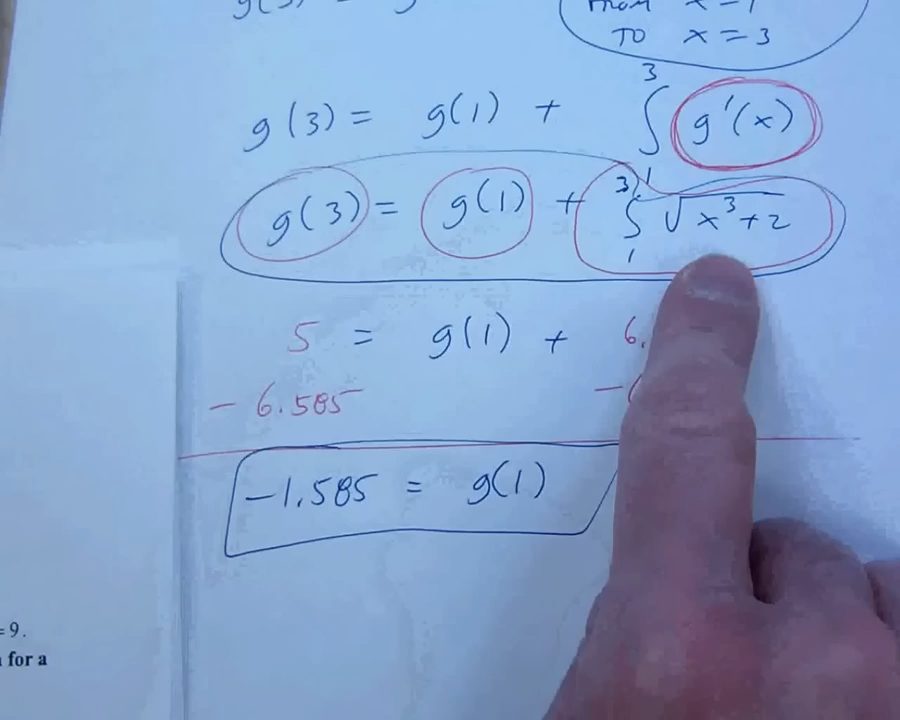 TO x = 3
g(3) = g(1) + ∫₁³ g'(x)
g(3) = g(1) + ∫₁³ √x³+2
5 = g(1) + 6.
- 6.585 -
-1.585 = g(1)
= 9.
for a